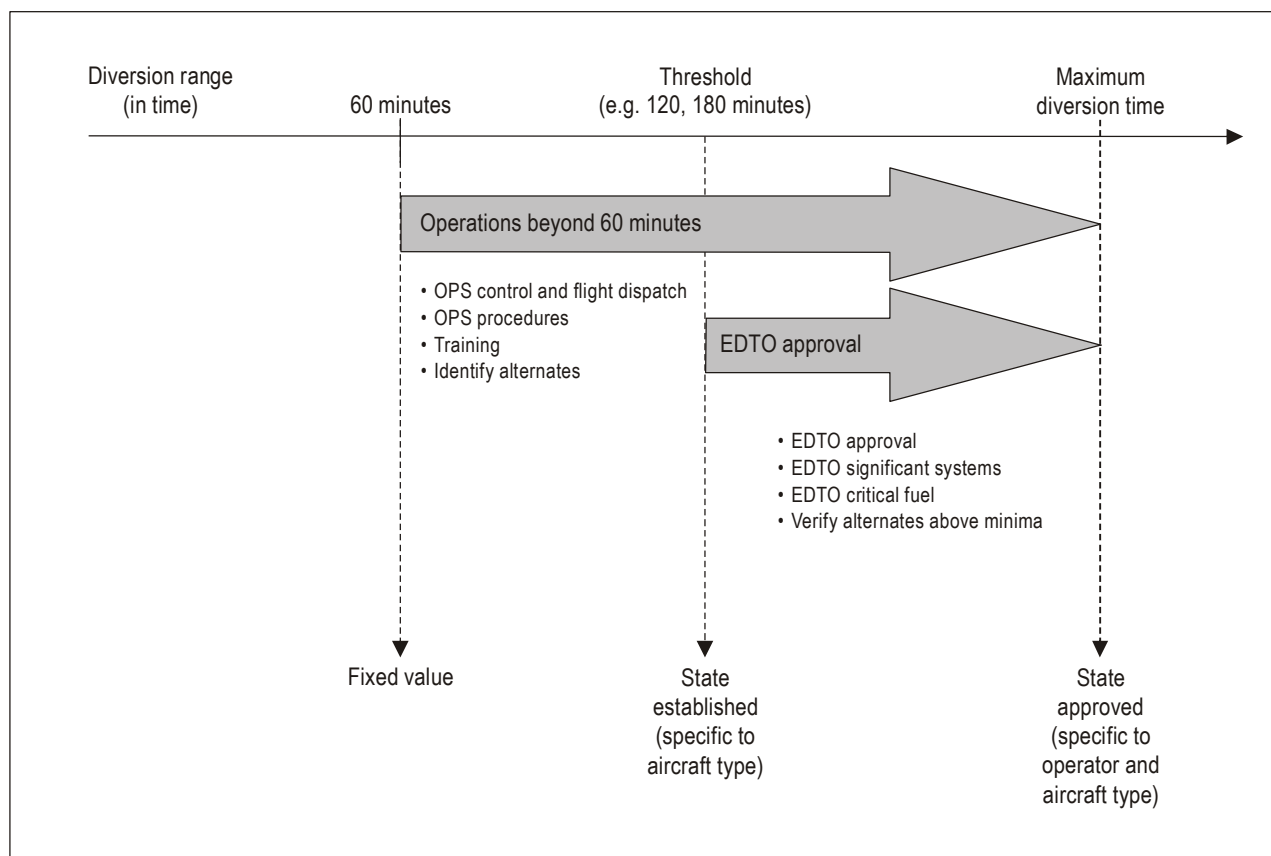 Diversion range
(in time)
60 minutes
Threshold
(e.g. 120, 180 minutes)
Maximum
diversion time
Operations beyond 60 minutes
• OPS control and flight dispatch
• OPS procedures
• Training
• Identify alternates
EDTO approval
• EDTO approval
• EDTO significant systems
• EDTO critical fuel
• Verify alternates above minima
Fixed value
State
established
(specific to
aircraft type)
State
approved
(specific to
operator and
aircraft type)